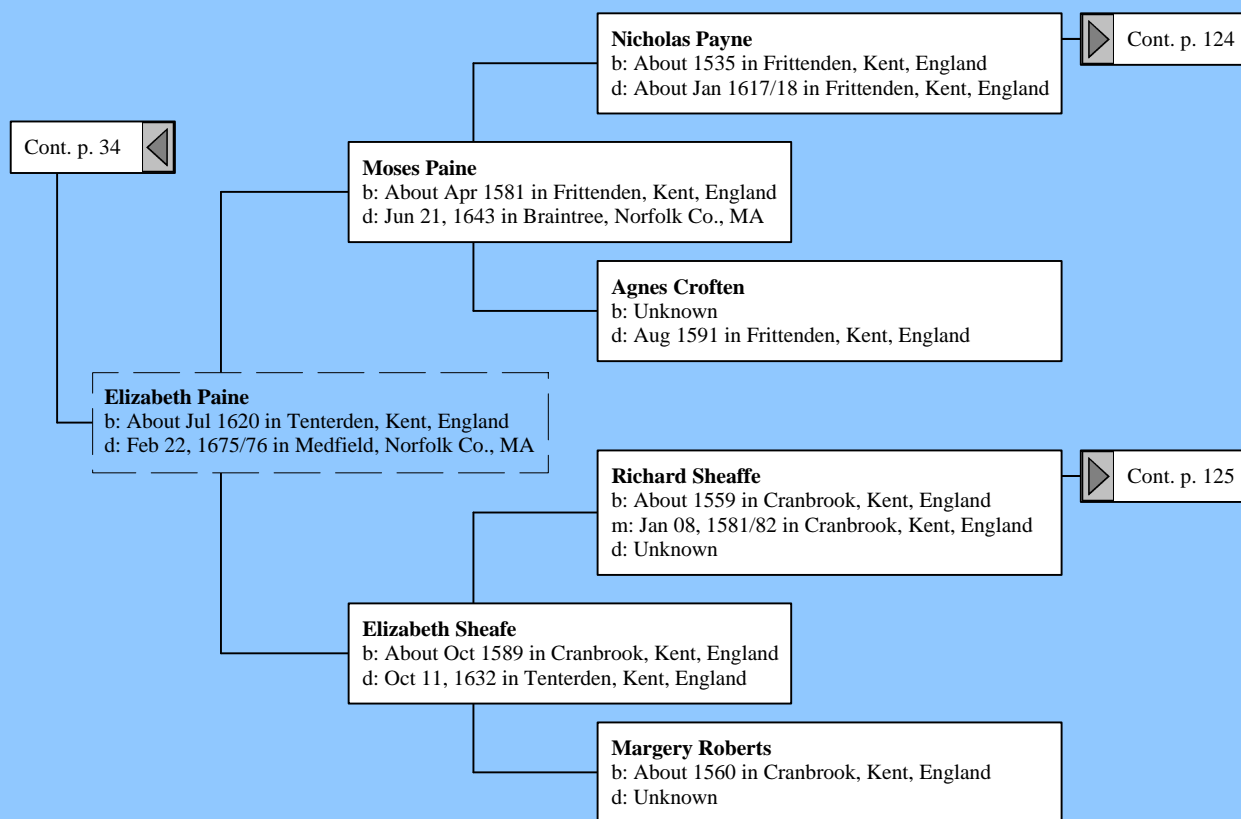 Nicholas Payne
b: About 1535 in Frittenden, Kent, England
d: About Jan 1617/18 in Frittenden, Kent, England
Cont. p. 124
Cont. p. 34
Moses Paine
b: About Apr 1581 in Frittenden, Kent, England
d: Jun 21, 1643 in Braintree, Norfolk Co., MA
Agnes Croften
b: Unknown
d: Aug 1591 in Frittenden, Kent, England
Elizabeth Paine
b: About Jul 1620 in Tenterden, Kent, England
d: Feb 22, 1675/76 in Medfield, Norfolk Co., MA
Richard Sheaffe
b: About 1559 in Cranbrook, Kent, England
m: Jan 08, 1581/82 in Cranbrook, Kent, England
d: Unknown
Cont. p. 125
Elizabeth Sheafe
b: About Oct 1589 in Cranbrook, Kent, England
d: Oct 11, 1632 in Tenterden, Kent, England
Margery Roberts
b: About 1560 in Cranbrook, Kent, England
d: Unknown